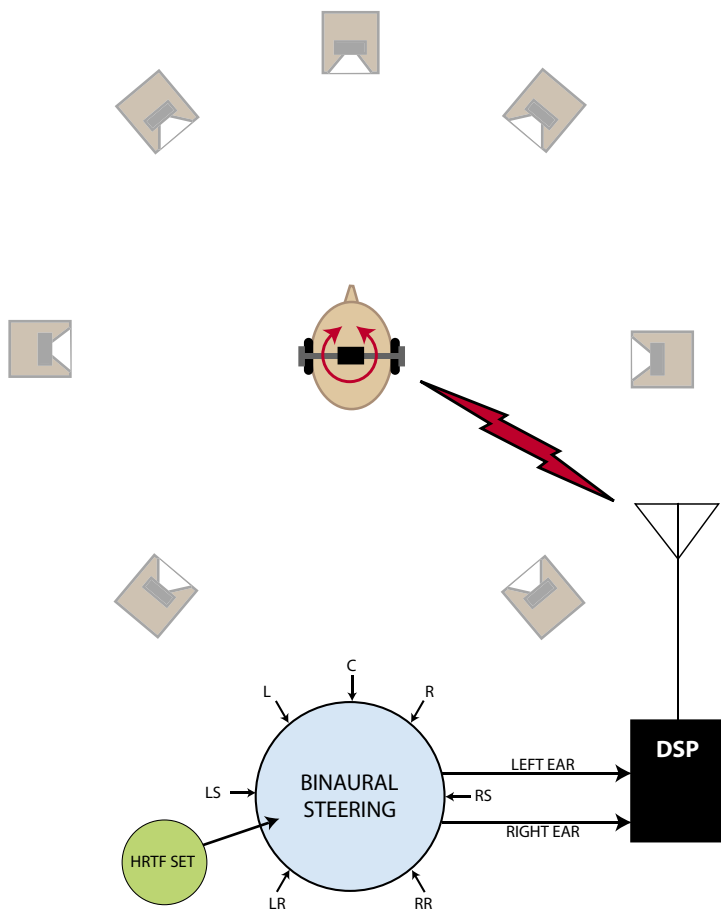 C
L
R
DSP
LEFT EAR
BINAURAL
STEERING
LS
RS
RIGHT EAR
HRTF SET
LR
RR